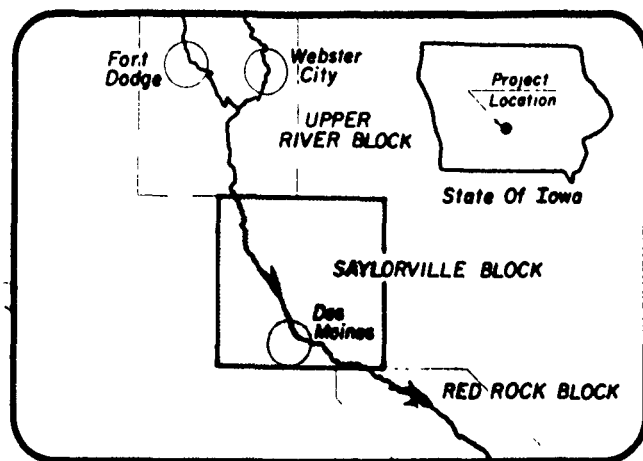 Fort
Dodge
Webster
City
Project
Location
UPPER
RIVER BLOCK
State Of Iowa
SAYLORVILLE BLOCK
Des
Moines
RED ROCK BLOCK